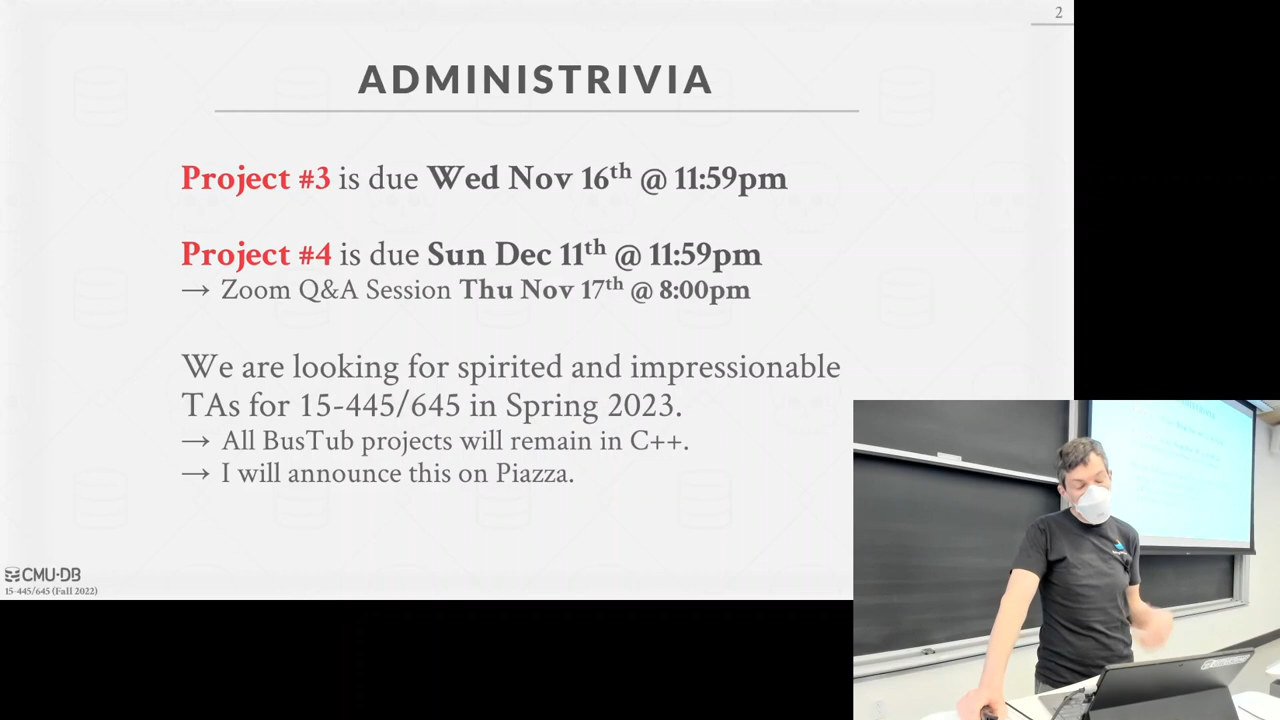 2
ADMINISTRIVIA
Project #3 is due Wed Nov 16th @ 11:59pm
Project #4 is due Sun Dec 11th @ 11:59pm
→ Zoom Q&A Session Thu Nov 17th @ 8:00pm
We are looking for spirited and impressionable
TAs for 15-445/645 in Spring 2023.
→ All BusTub projects will remain in C++.
→ I will announce this on Piazza.
CMU·DB
15-445/645 (Fall 2022)